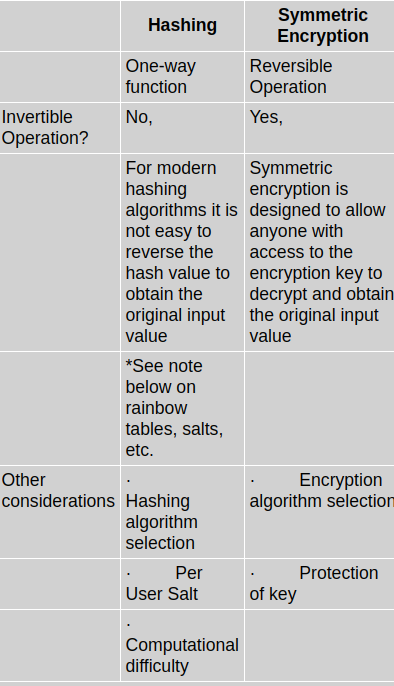 Hashing
Symmetric
Encryption
One-way
function
Reversible
Operation
Invertible
Operation?
No,
Yes,
For modern
hashing
algorithms it is
not easy to
reverse the
hash value to
obtain the
original input
value
Symmetric
encryption is
designed to allow
anyone with
access to the
encryption key to
decrypt and obtain
the original input
value
*See note
below on
rainbow
tables, salts,
etc.
Other
considerations
·
Hashing
algorithm
selection
· Encryption
algorithm selection
· Per
User Salt
· Protection
of key
·
Computational
difficulty